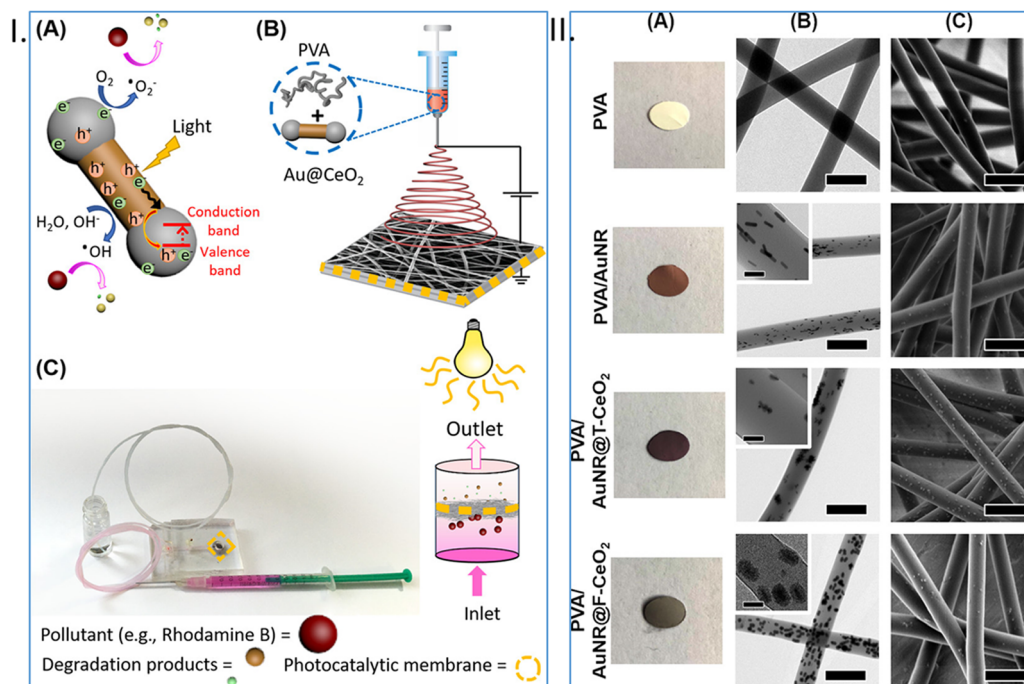 I.
(A)
O₂
•O₂⁻
e⁻
e⁻
e⁻
h⁺
e⁻
Light
h⁺
h⁺
h⁺
e⁻
h⁺
e⁻
h⁺
H₂O, OH⁻
•OH
Conduction
band
Valence
band
h⁺
e⁻
e⁻
(B)
PVA
+
Au@CeO₂
(C)
Outlet
Inlet
Pollutant (e.g., Rhodamine B) =
Degradation products =
Photocatalytic membrane =
II.
(A)
(B)
(C)
PVA
PVA/AuNR
PVA/
AuNR@T-CeO₂
PVA/
AuNR@F-CeO₂